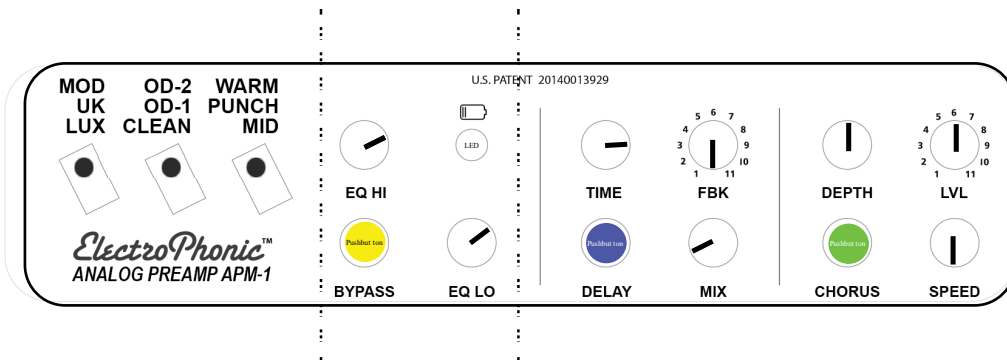 U.S. PATENT 20140013929
MOD OD-2 WARM
UK OD-1 PUNCH
LUX CLEAN MID
LED
EQ HI
Pushbut ton
BYPASS
EQ LO
ElectroPhonic™
ANALOG PREAMP APM-1
TIME
1 2 3 4 5 6 7 8 9 10 11
FBK
Pushbut ton
DELAY
MIX
DEPTH
1 2 3 4 5 6 7 8 9 10 11
LVL
Pushbut ton
CHORUS
SPEED